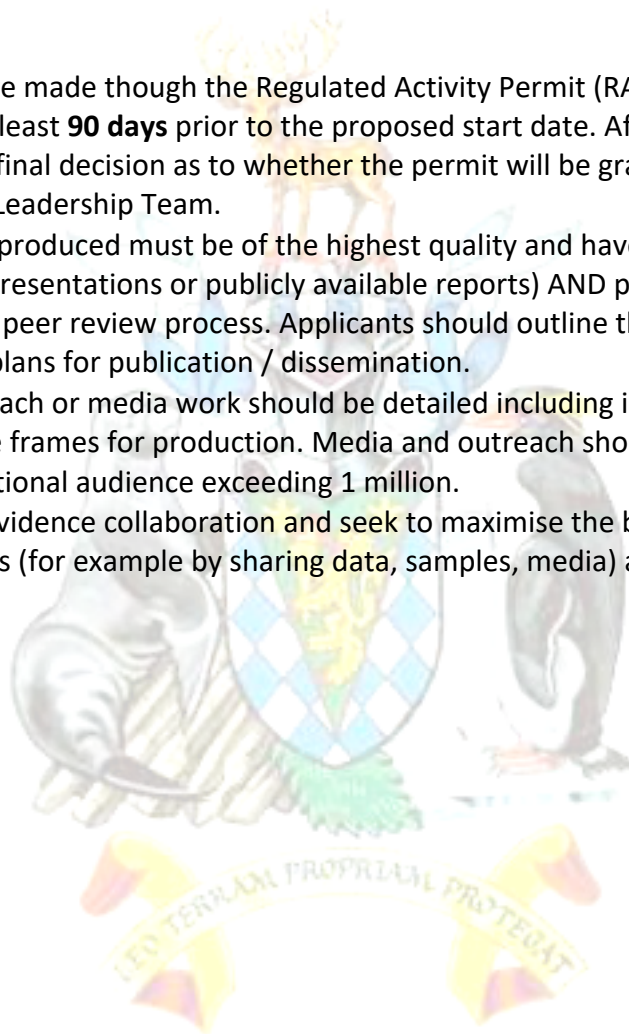 e made though the Regulated Activity Permit (RA
least 90 days prior to the proposed start date. Af
final decision as to whether the permit will be gra
Leadership Team.
produced must be of the highest quality and have
resentations or publicly available reports) AND p
peer review process. Applicants should outline th
plans for publication / dissemination.
ach or media work should be detailed including i
e frames for production. Media and outreach sho
tional audience exceeding 1 million.
vidence collaboration and seek to maximise the b
s (for example by sharing data, samples, media) a
LEO TERRAM PROPRIAM PROTEGAT